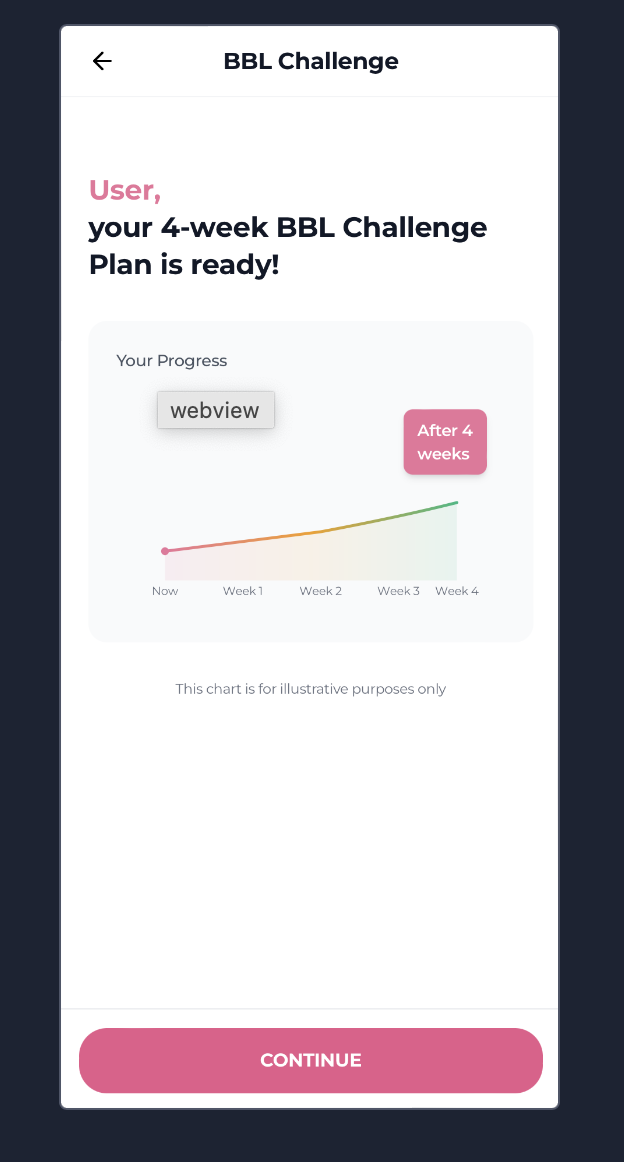 BBL Challenge
User,
your 4-week BBL Challenge
Plan is ready!
Your Progress
webview
After 4
weeks
Now Week 1 Week 2 Week 3 Week 4
This chart is for illustrative purposes only
CONTINUE